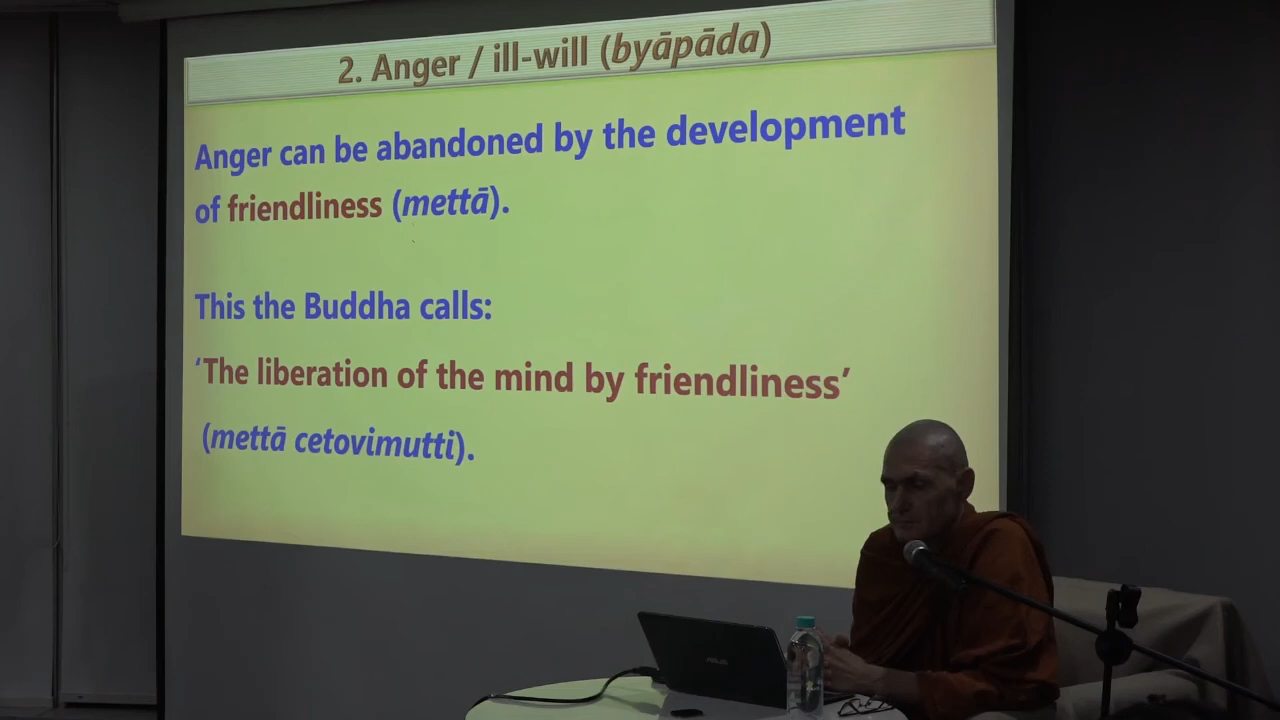 2. Anger / ill-will (byāpāda)
Anger can be abandoned by the development
of friendliness (mettā).
This the Buddha calls:
‘The liberation of the mind by friendliness’
(mettā cetovimutti).
ASUS